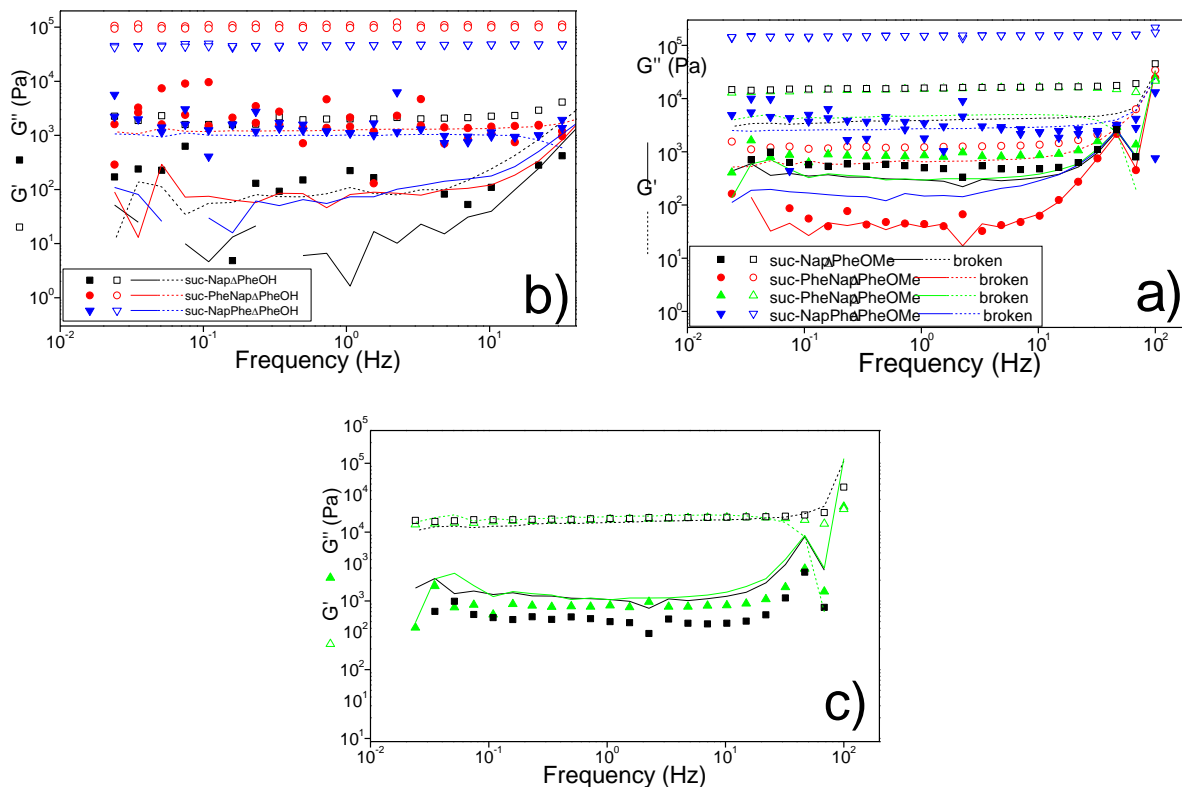 b)
G'' (Pa)
G'
10^5
10^4
10^3
10^2
10^1
10^0
suc-NapΔPheOH
suc-PheNapΔPheOH
suc-NapPheΔPheOH
10^-2
10^-1
10^0
10^1
Frequency (Hz)
a)
G'' (Pa)
G'
10^5
10^4
10^3
10^2
10^1
10^0
suc-NapΔPheOMe broken
suc-PheNapΔPheOMe broken
suc-PheNapΔPheOMe broken
suc-NapPheΔPheOMe broken
10^-2
10^-1
10^0
10^1
10^2
Frequency (Hz)
c)
G'' (Pa)
G'
10^5
10^5
10^4
10^4
10^3
10^3
10^2
10^2
10^1
10^1
10^-2
10^-1
10^0
10^1
10^2
Frequency (Hz)